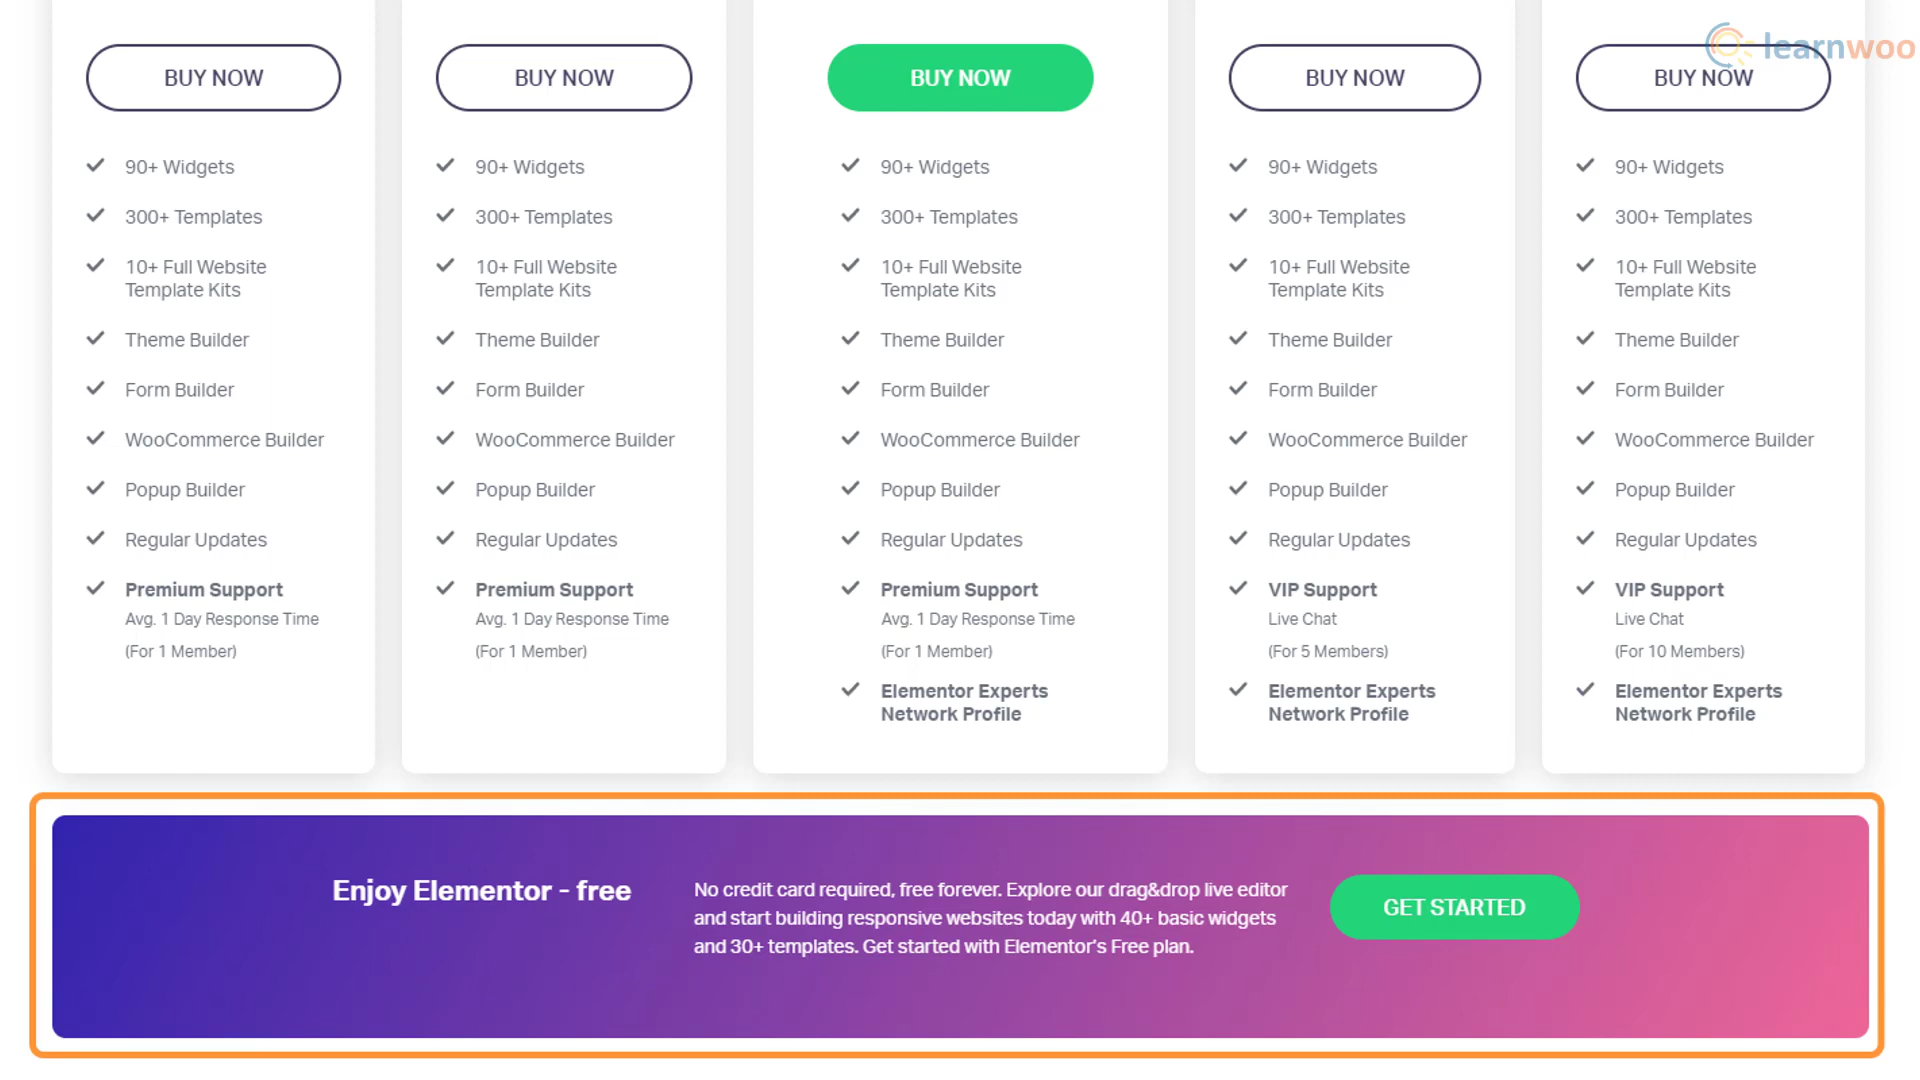 learnwoo
BUY NOW
90+ Widgets
300+ Templates
10+ Full Website
Template Kits
Theme Builder
Form Builder
WooCommerce Builder
Popup Builder
Regular Updates
Premium Support
Avg. 1 Day Response Time
(For 1 Member)
BUY NOW
90+ Widgets
300+ Templates
10+ Full Website
Template Kits
Theme Builder
Form Builder
WooCommerce Builder
Popup Builder
Regular Updates
Premium Support
Avg. 1 Day Response Time
(For 1 Member)
BUY NOW
90+ Widgets
300+ Templates
10+ Full Website
Template Kits
Theme Builder
Form Builder
WooCommerce Builder
Popup Builder
Regular Updates
Premium Support
Avg. 1 Day Response Time
(For 1 Member)
Elementor Experts
Network Profile
BUY NOW
90+ Widgets
300+ Templates
10+ Full Website
Template Kits
Theme Builder
Form Builder
WooCommerce Builder
Popup Builder
Regular Updates
VIP Support
Live Chat
(For 5 Members)
Elementor Experts
Network Profile
BUY NOW
90+ Widgets
300+ Templates
10+ Full Website
Template Kits
Theme Builder
Form Builder
WooCommerce Builder
Popup Builder
Regular Updates
VIP Support
Live Chat
(For 10 Members)
Elementor Experts
Network Profile
Enjoy Elementor - free
No credit card required, free forever. Explore our drag&drop live editor
and start building responsive websites today with 40+ basic widgets
and 30+ templates. Get started with Elementor's Free plan.
GET STARTED